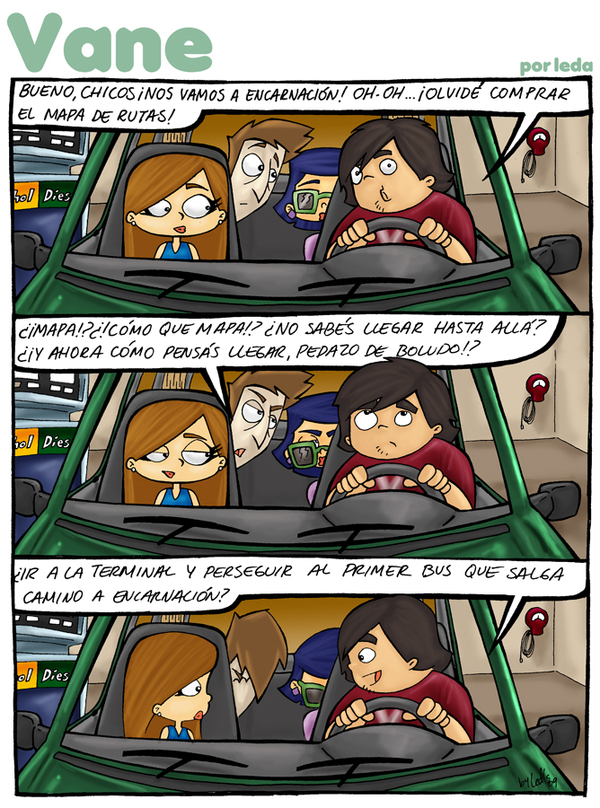 Vane
por leda
BUENO, CHICOS ¡NOS VAMOS A ENCARNACIÓN! OH-OH... ¡OLVIDÉ COMPRAR
EL MAPA DE RUTAS!
hol Dies
¿¡MAPA!? ¿¡CÓMO QUE MAPA!? ¿NO SABÉS LLEGAR HASTA ALLÁ?
¿¡Y AHORA CÓMO PENSÁS LLEGAR, PEDAZO DE BOLUDO!?
hol Dies
¿IR A LA TERMINAL Y PERSEGUIR AL PRIMER BUS QUE SALGA
CAMINO A ENCARNACIÓN?
hol Dies